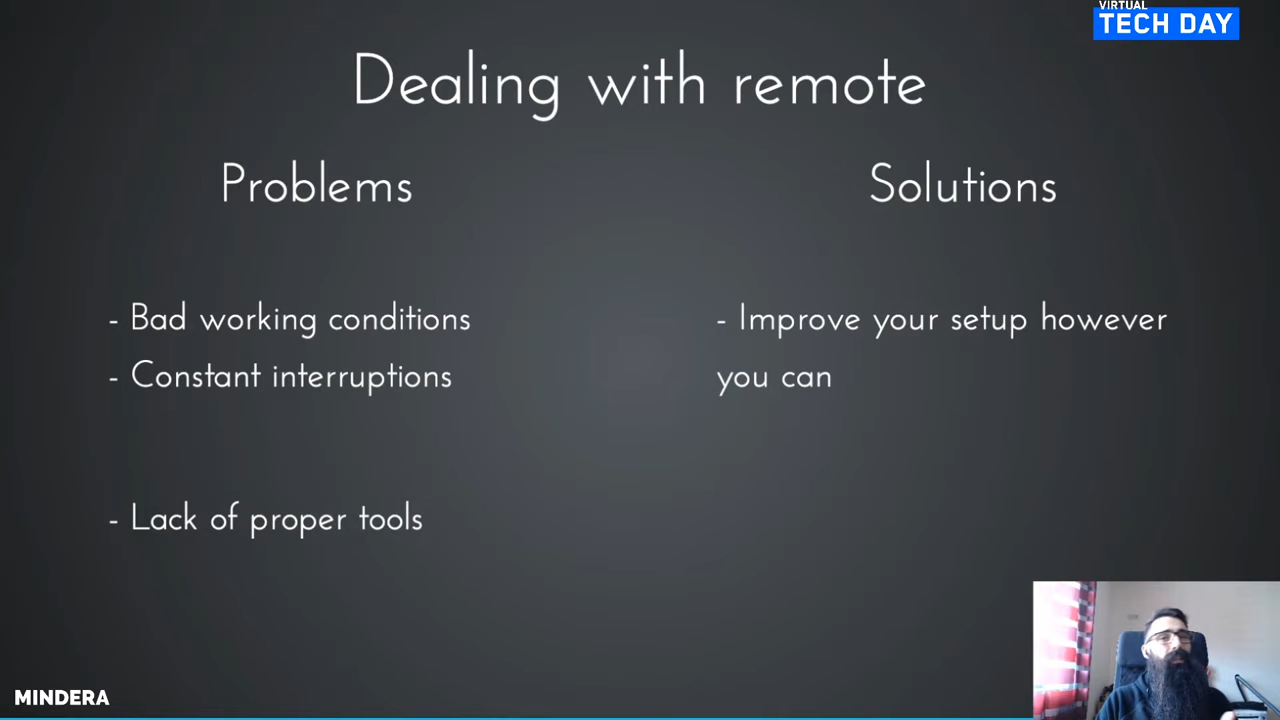 VIRTUAL
TECH DAY
Dealing with remote
Problems
Solutions
- Bad working conditions
- Constant interruptions
- Improve your setup however
you can
- Lack of proper tools
MINDERA